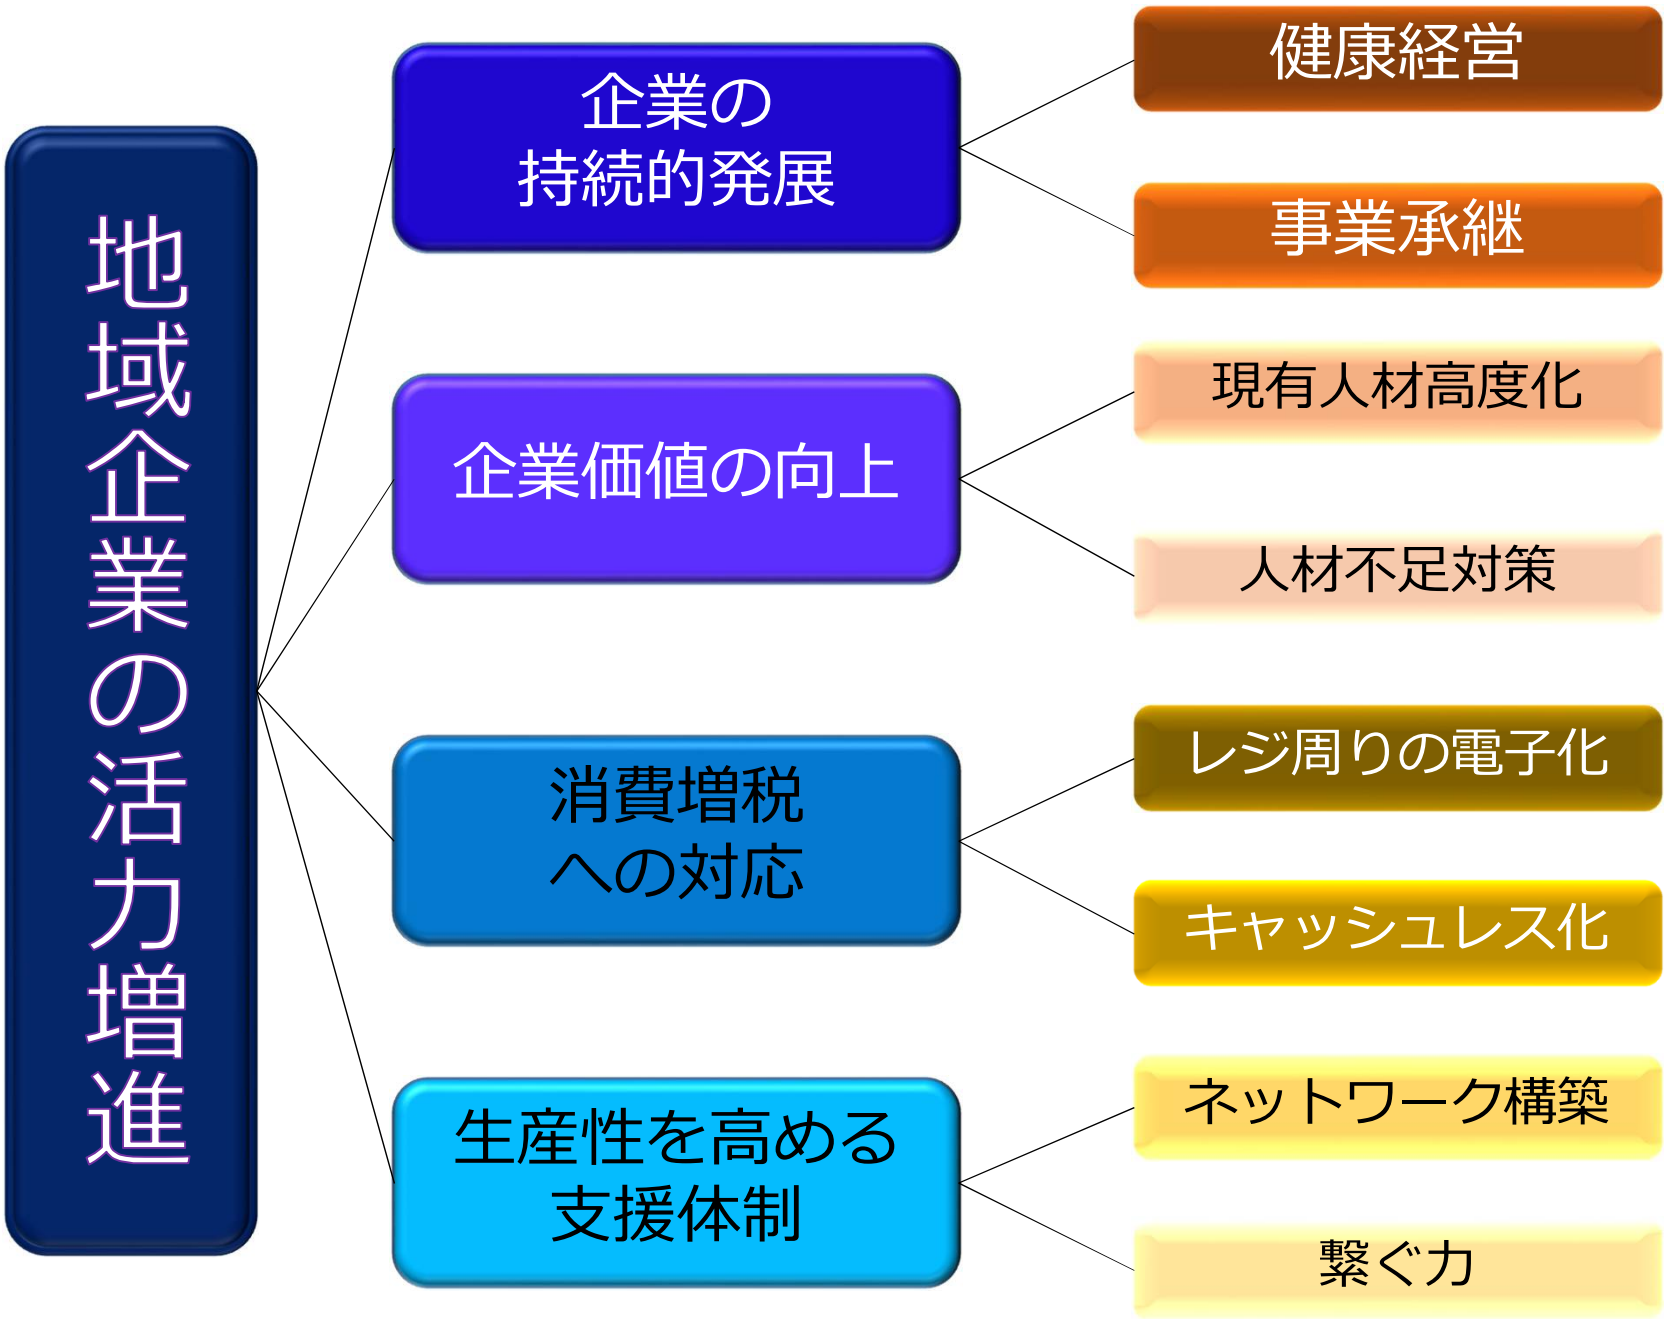 地域企業の活力増進
企業の
持続的発展
健康経営
事業承継
企業価値の向上
現有人材高度化
人材不足対策
消費増税
への対応
レジ周りの電子化
キャッシュレス化
生産性を高める
支援体制
ネットワーク構築
繋ぐ力